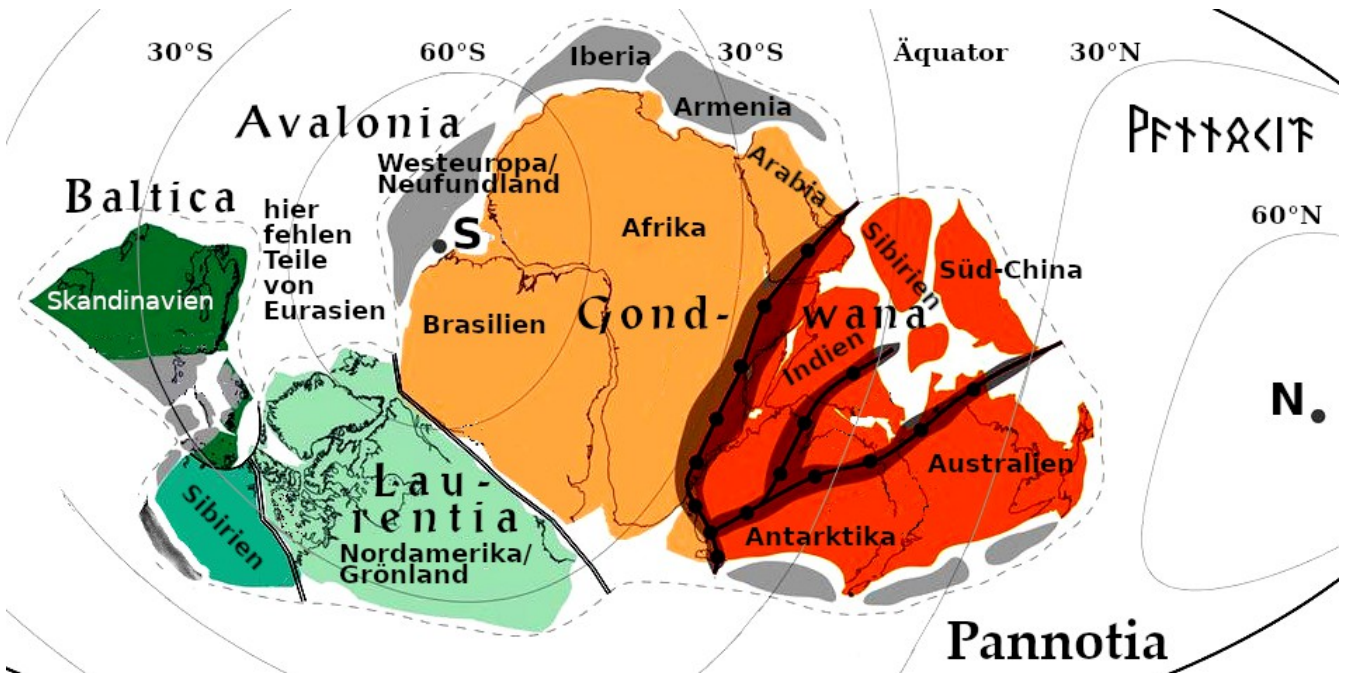 30°S
60°S
30°S
Äquator
30°N
60°N
Iberia
Armenia
Avalonia
Westeuropa/
Neufundland
Arabia
Baltica
hier
fehlen
Teile
von
Eurasien
S
Afrika
Sibirien
Süd-China
Skandinavien
Brasilien
Gond-
wana
Indien
N
Lau-
rentia
Sibirien
Nordamerika/
Grönland
Australien
Antarktika
Pannotia